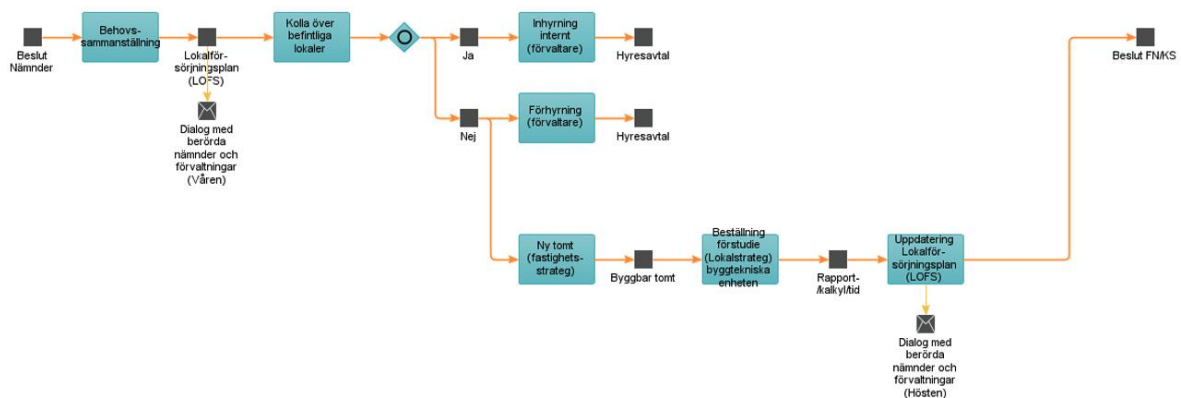 Beslut
Nämnder
Behovs-
sammanställning
Lokalför-
sörjningsplan
(LOFS)
Dialog med
berörda
nämnder och
förvaltningar
(Våren)
Kolla över
befintliga
lokaler
Ja
Inhyrning
internt
(förvaltare)
Hyresavtal
Nej
Förhyrning
(förvaltare)
Hyresavtal
Ny tomt
(fastighets-
strateg)
Byggbar tomt
Beställning
förstudie
(Lokalstrateg)
byggtekniska
enheten
Rapport-
/kalkyl/tid
Uppdatering
Lokalför-
sörjningsplan
(LOFS)
Dialog med
berörda
nämnder och
förvaltningar
(Hösten)
Beslut FN/KS